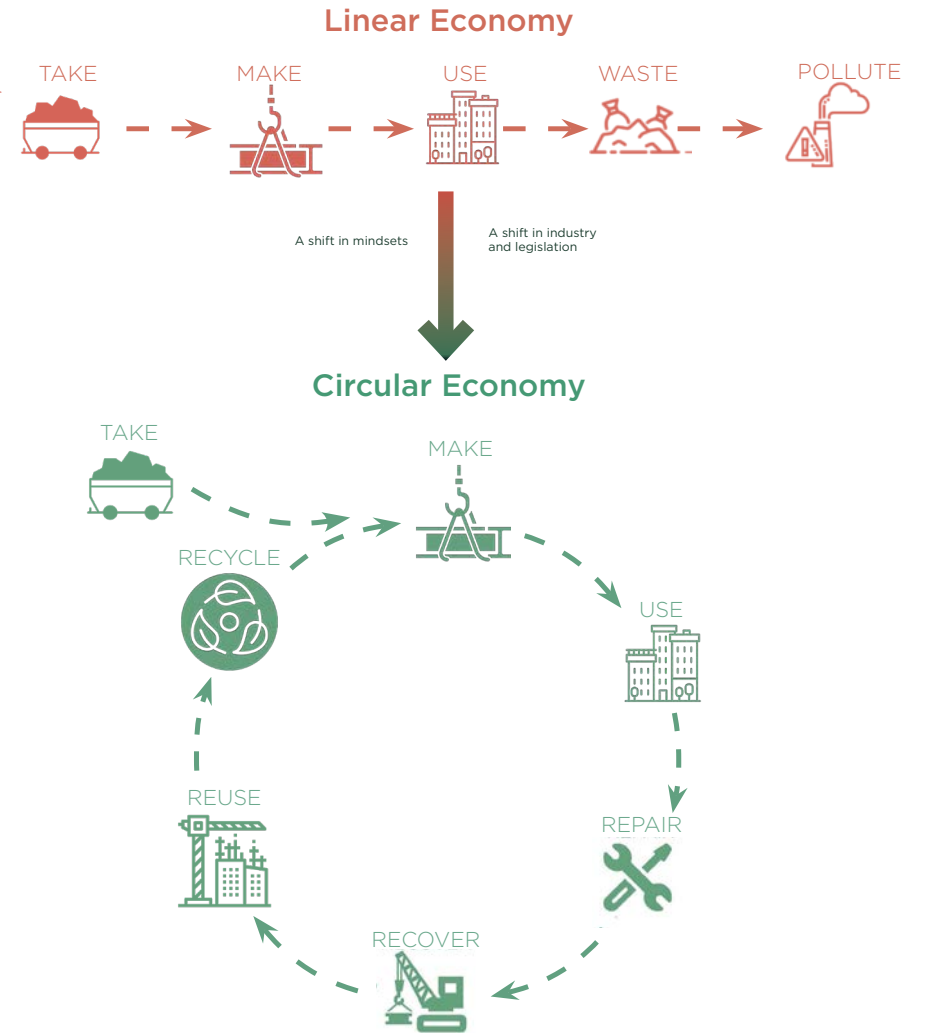 Linear Economy
TAKE
MAKE
USE
WASTE
POLLUTE
A shift in mindsets
A shift in industry
and legislation
Circular Economy
TAKE
MAKE
RECYCLE
USE
REUSE
REPAIR
RECOVER